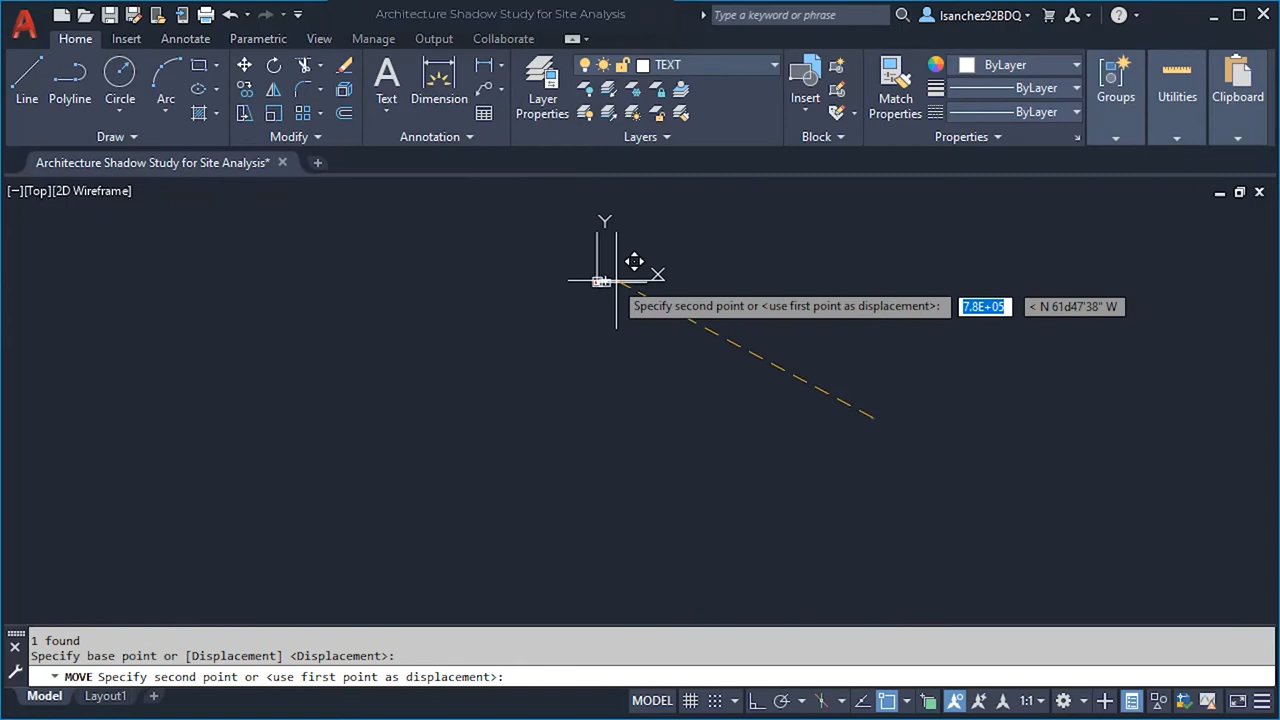 Architecture Shadow Study for Site Analysis
Type a keyword or phrase
lsanchez92BDQ
Home Insert Annotate Parametric View Manage Output Collaborate
Line Polyline Circle Arc
Text Dimension
Layer Properties
TEXT
Insert
Match Properties
ByLayer
ByLayer
ByLayer
Groups Utilities Clipboard
Draw Modify Annotation Layers Block Properties
Architecture Shadow Study for Site Analysis*
[−][Top][2D Wireframe]
Y
X
Specify second point or <use first point as displacement>: 7.8E+05 < N 61d47'38" W
1 found
Specify base point or [Displacement] <Displacement>:
MOVE Specify second point or <use first point as displacement>:
Model Layout1
MODEL 1:1